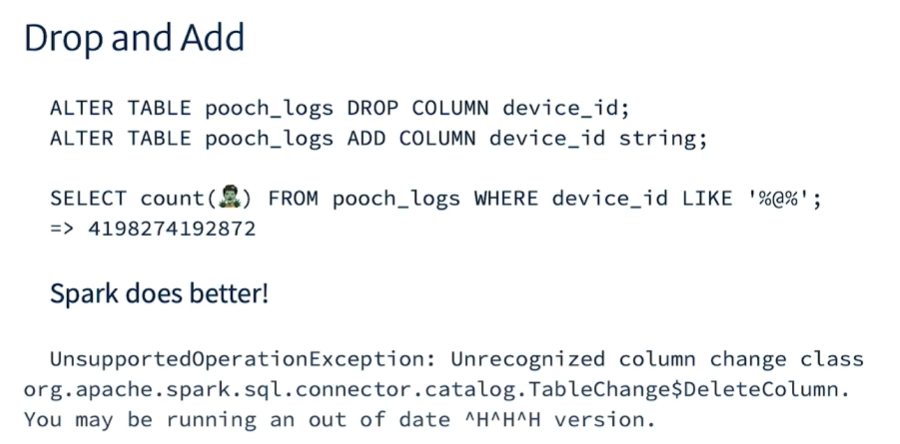 Drop and Add
ALTER TABLE pooch_logs DROP COLUMN device_id;
ALTER TABLE pooch_logs ADD COLUMN device_id string;
SELECT count(🧟‍♂️) FROM pooch_logs WHERE device_id LIKE '%@%';
=> 4198274192872
Spark does better!
UnsupportedOperationException: Unrecognized column change class
org.apache.spark.sql.connector.catalog.TableChange$DeleteColumn.
You may be running an out of date ^H^H^H version.